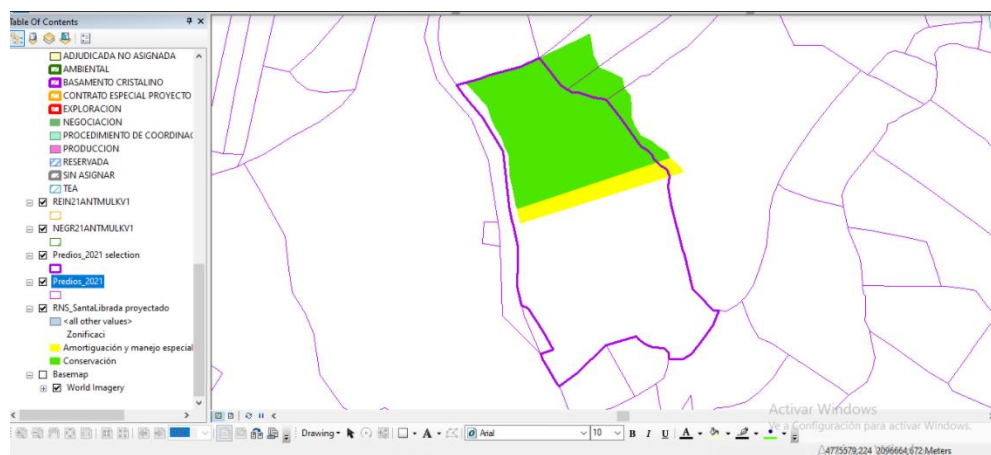 Table Of Contents
ADJUDICADA NO ASIGNADA
AMBIENTAL
BASAMENTO CRISTALINO
CONTRATO ESPECIAL PROYECTO
EXPLORACION
NEGOCIACION
PROCEDIMIENTO DE COORDINAC
PRODUCCION
RESERVADA
SIN ASIGNAR
TEA
REIN21ANTMULKV1
NEGR21ANTMULKV1
Predios_2021 selection
Predios_2021
RNS_SantaLibrada proyectado
<all other values>
Zonificaci
Amortiguación y manejo especial
Conservación
Basemap
World Imagery
Activar Windows
Ve a Configuración para activar Windows.
Drawing
A
Arial
10
B I U A
4775579,224 2096664,672 Meters